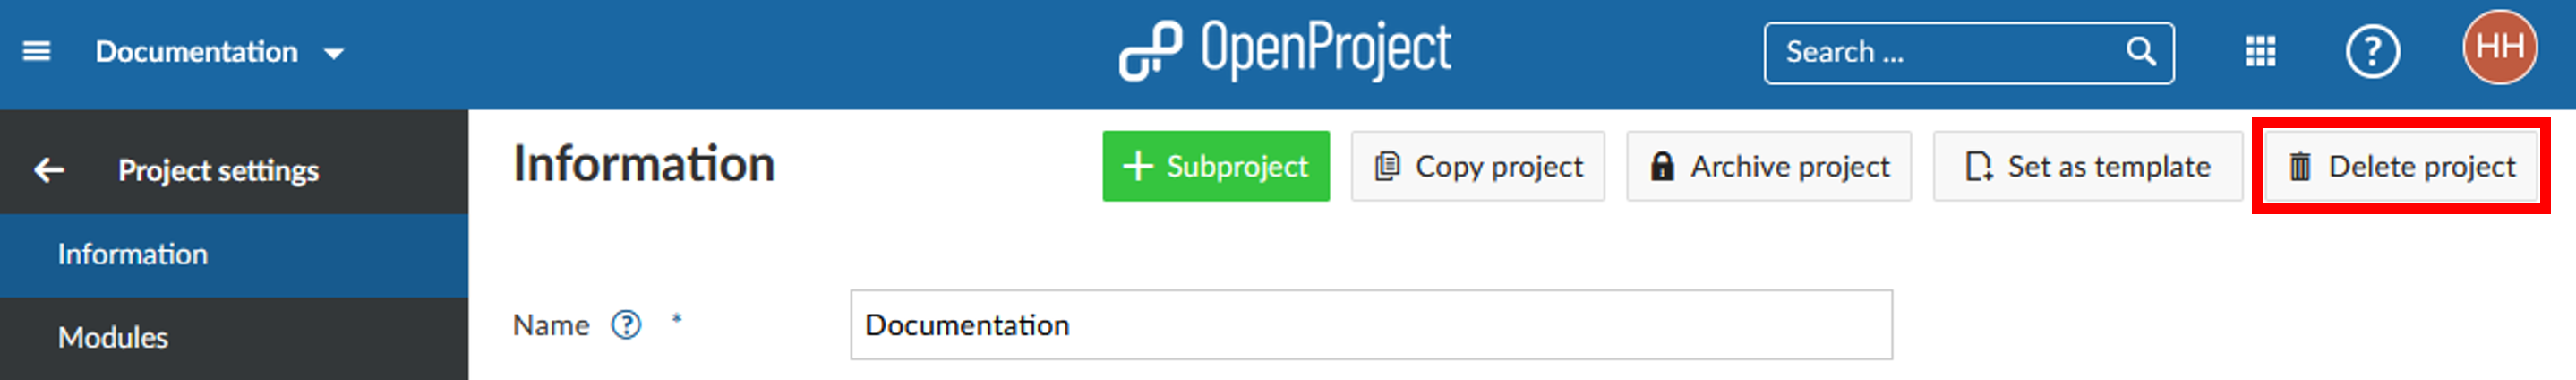 Documentation
OpenProject
Search ...
?
HH
Project settings
Information
Modules
Information
+ Subproject
Copy project
Archive project
Set as template
Delete project
Name ? *
Documentation